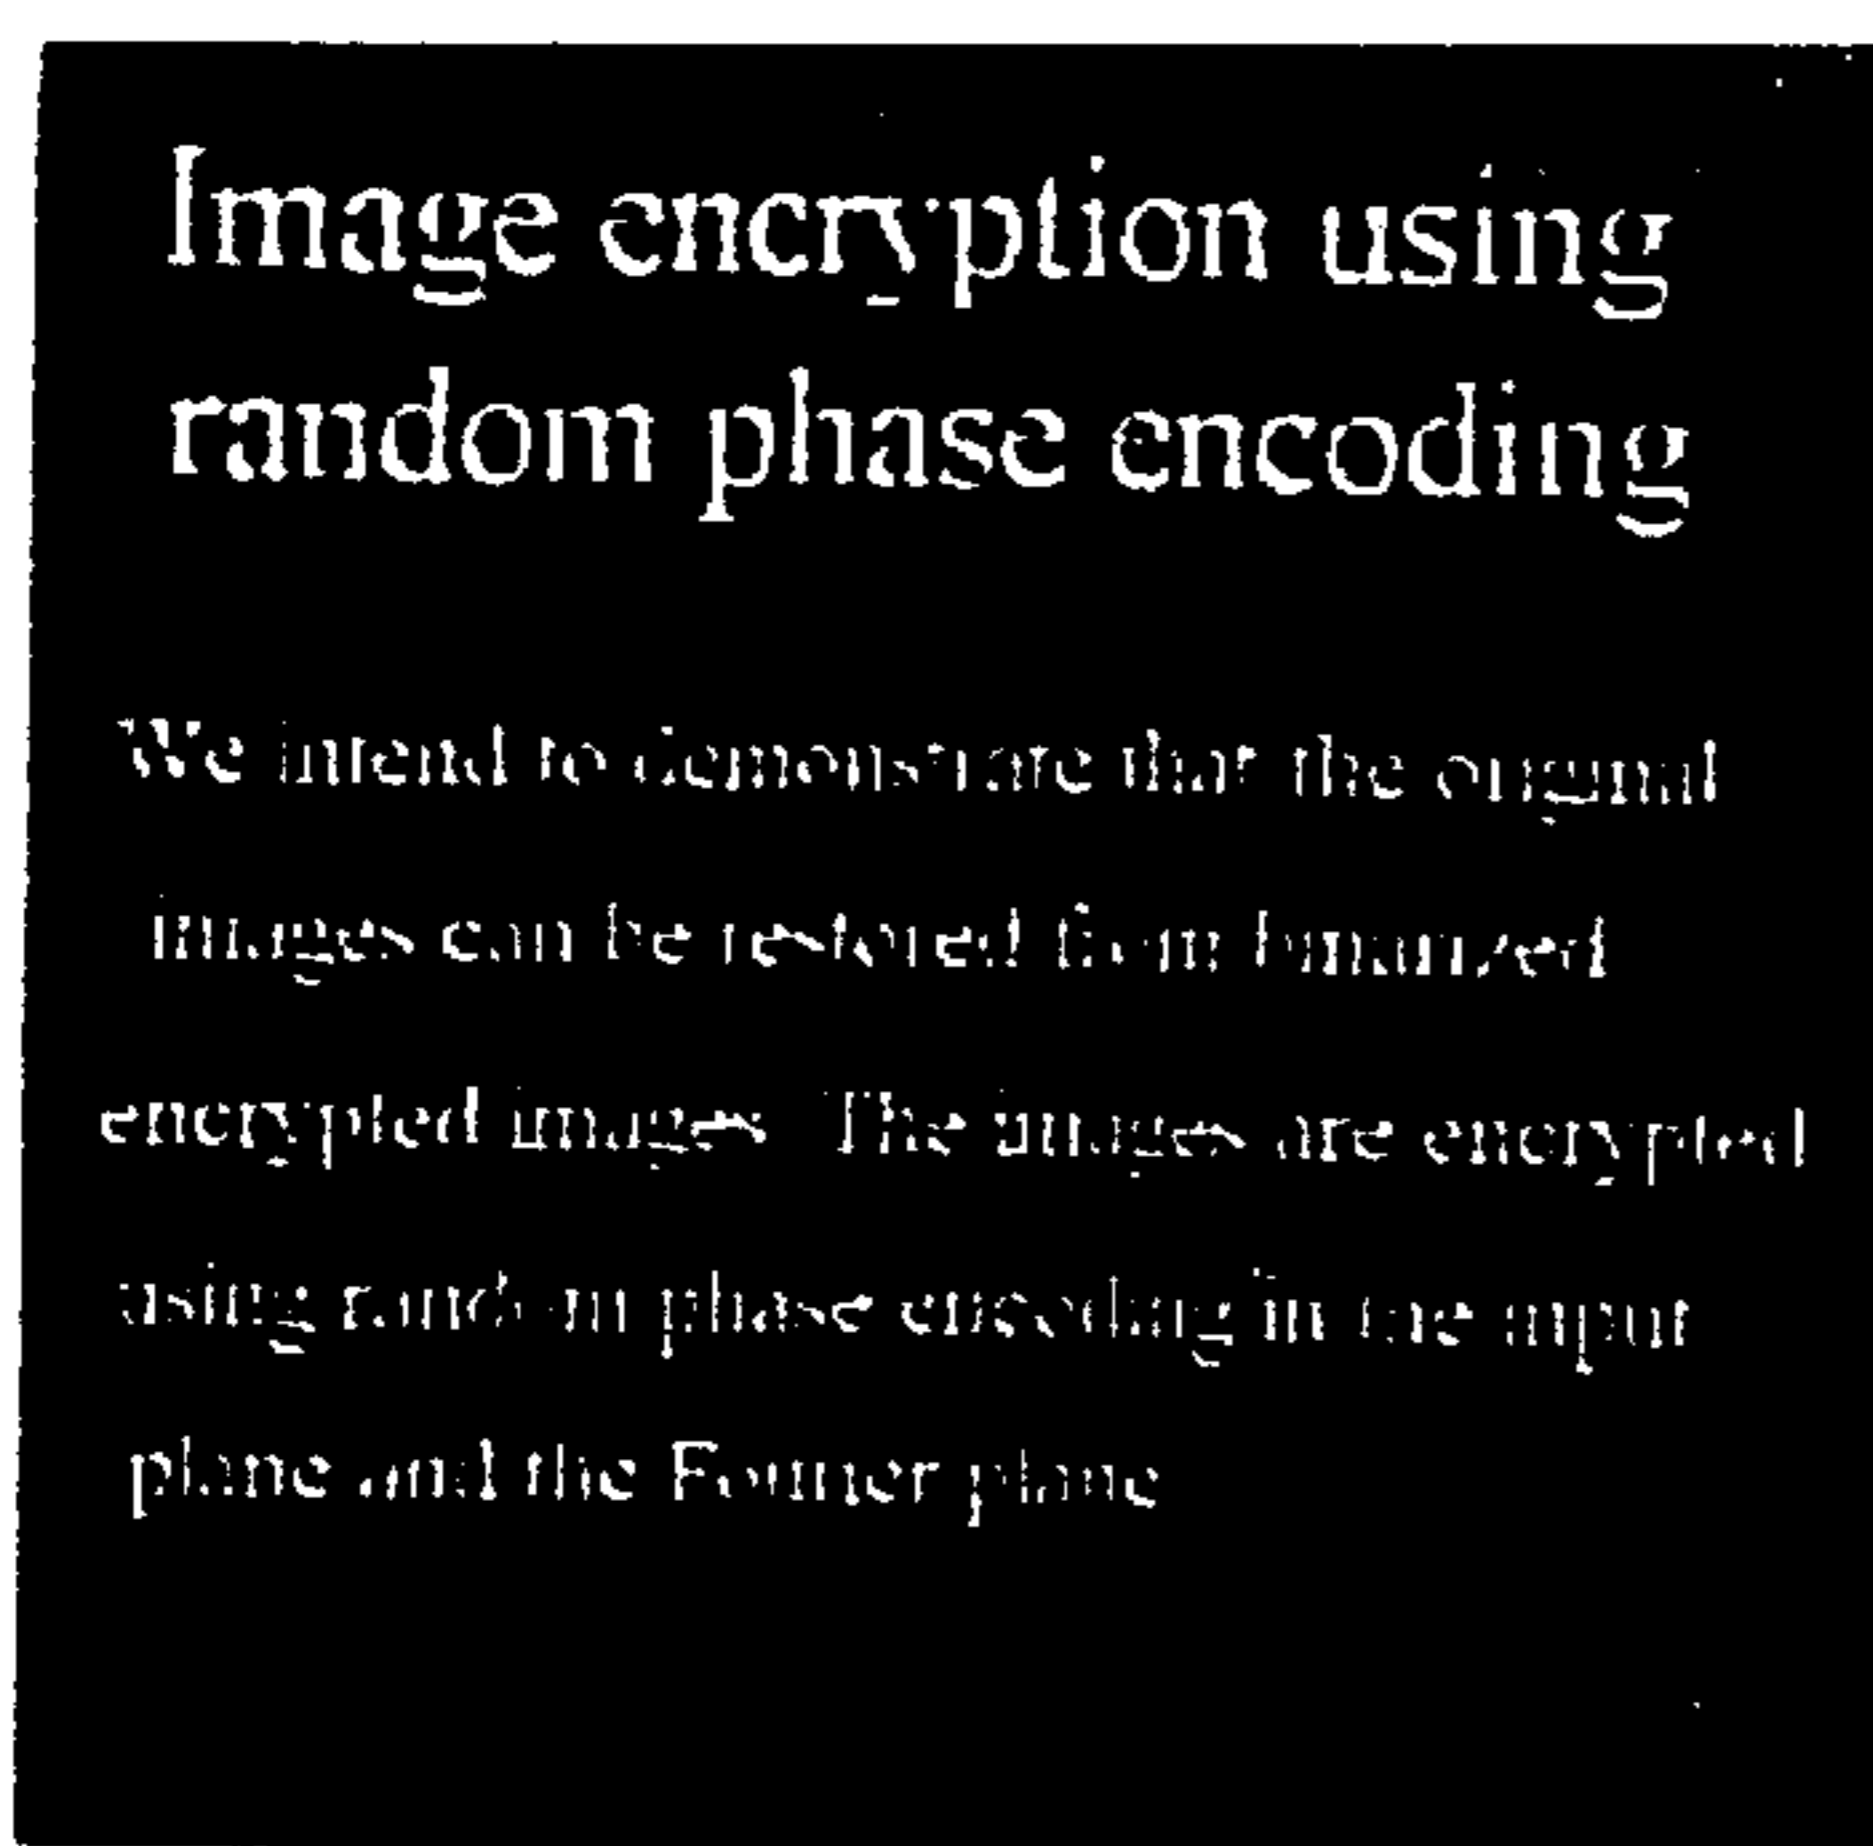 Image encryption using
random phase encoding
We intend to demonstrate that the original
images can be restored from binarized
encrypted images The images are encrypted
using random phase encoding in the input
plane and the Fourier plane